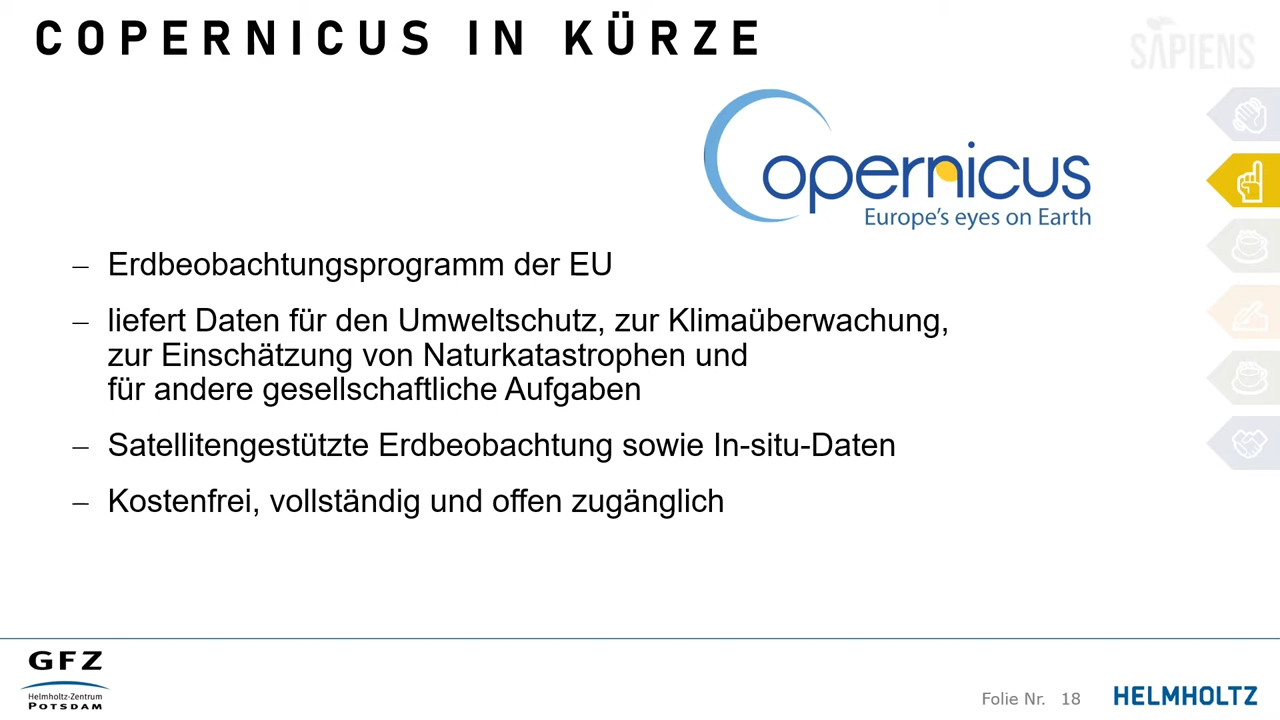 COPERNICUS IN KÜRZE
SAPIENS
Copernicus
Europe's eyes on Earth
– Erdbeobachtungsprogramm der EU
– liefert Daten für den Umweltschutz, zur Klimaüberwachung,
zur Einschätzung von Naturkatastrophen und
für andere gesellschaftliche Aufgaben
– Satellitengestützte Erdbeobachtung sowie In-situ-Daten
– Kostenfrei, vollständig und offen zugänglich
GFZ
Helmholtz-Zentrum
POTSDAM
Folie Nr. 18
HELMHOLTZ